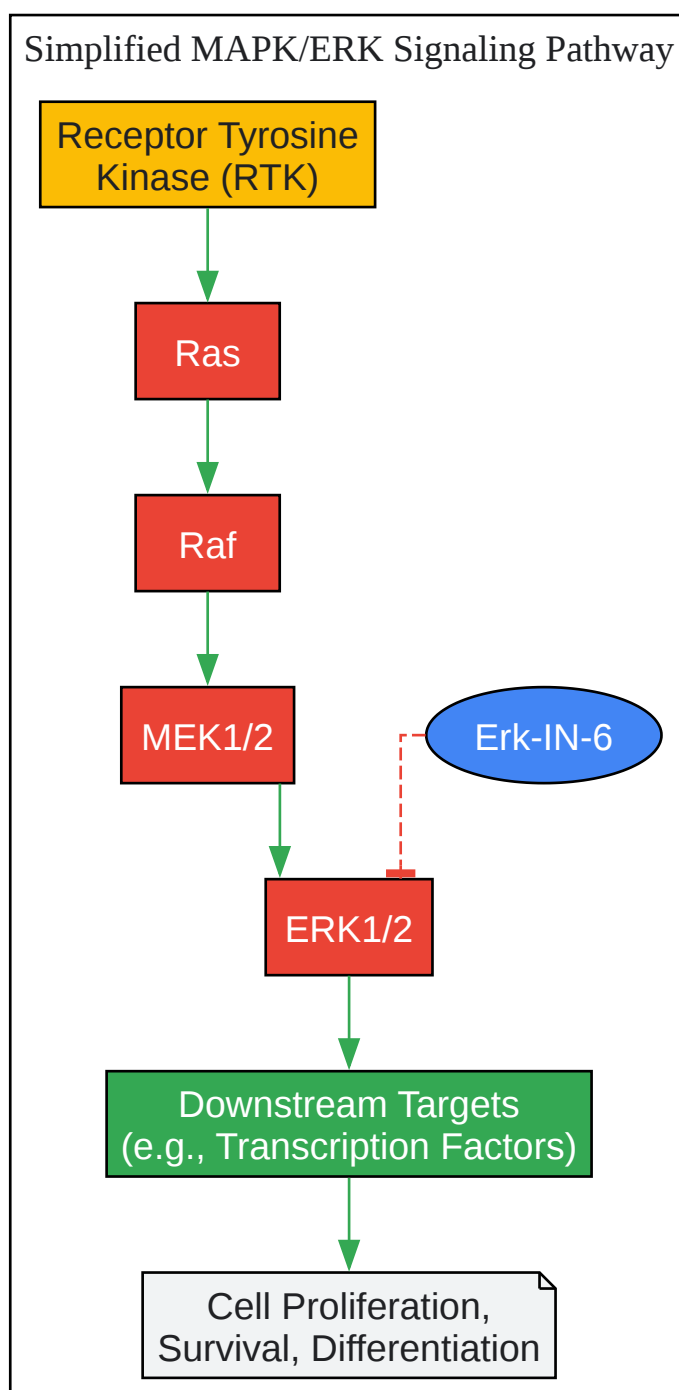 Simplified MAPK/ERK Signaling Pathway
Receptor Tyrosine
Kinase (RTK)
Ras
Raf
MEK1/2
Erk-IN-6
ERK1/2
Downstream Targets
(e.g., Transcription Factors)
Cell Proliferation,
Survival, Differentiation